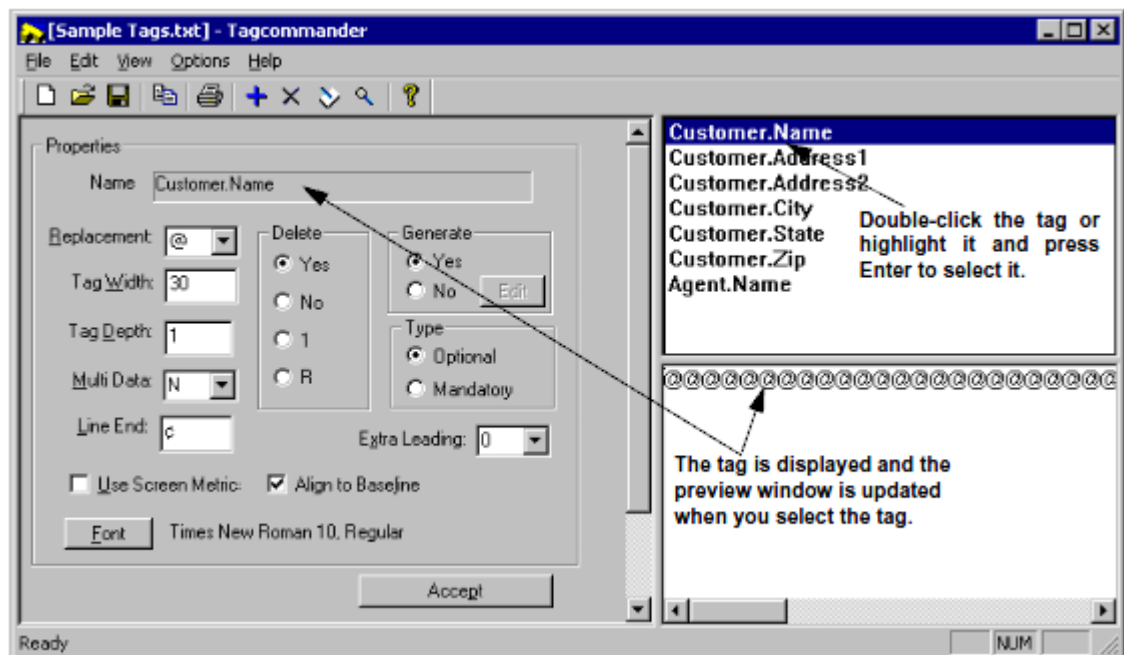 [Sample Tags.txt] - Tagcommander
File Edit View Options Help
Properties
Name Customer.Name
Replacement: @
Tag Width: 30
Tag Depth: 1
Multi Data: N
Line End: ¢
Delete
Yes
No
1
R
Generate
Yes
No Edit
Type
Optional
Mandatory
Extra Leading: 0
Use Screen Metric: Align to Baseline
Font Times New Roman 10, Regular
Accept
Customer.Name
Customer.Address1
Customer.Address2
Customer.City
Customer.State
Customer.Zip
Agent.Name
Double-click the tag or
highlight it and press
Enter to select it.
@@@@@@@@@@@@@@@@@@@@@@@@
The tag is displayed and the
preview window is updated
when you select the tag.
Ready NUM